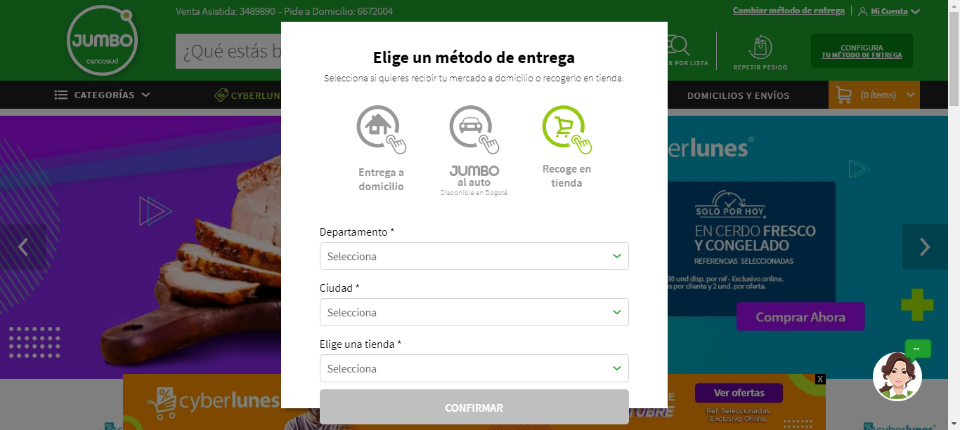 Venta Asistida: 3489890 - Pide a Domicilio: 6672004
Cambiar método de entrega
Mi Cuenta
JUMBO
cencosud
¿Qué estás b
R POR LISTA
REPETIR PEDIDO
CONFIGURA
TU MÉTODO DE ENTREGA
CATEGORÍAS
CYBERLUNE
DOMICILIOS Y ENVÍOS
(0 ítems)
Elige un método de entrega
Selecciona si quieres recibir tu mercado a domicilio o recogerlo en tienda.
Entrega a
domicilio
JUMBO
al auto
Disponible en Bogotá
Recoge en
tienda
Departamento *
Selecciona
Ciudad *
Selecciona
Elige una tienda *
Selecciona
CONFIRMAR
berlunes
SOLO POR HOY
EN CERDO FRESCO
Y CONGELADO
REFERENCIAS SELECCIONADAS
90 und disp. por ref - Exclusivo online.
s por cliente y 2 und. por oferta.
Comprar Ahora
X
cyberlunes
DE
TUBRE
Ver ofertas
Ref. Seleccionadas
Exclusivo Online.
cyberlunes